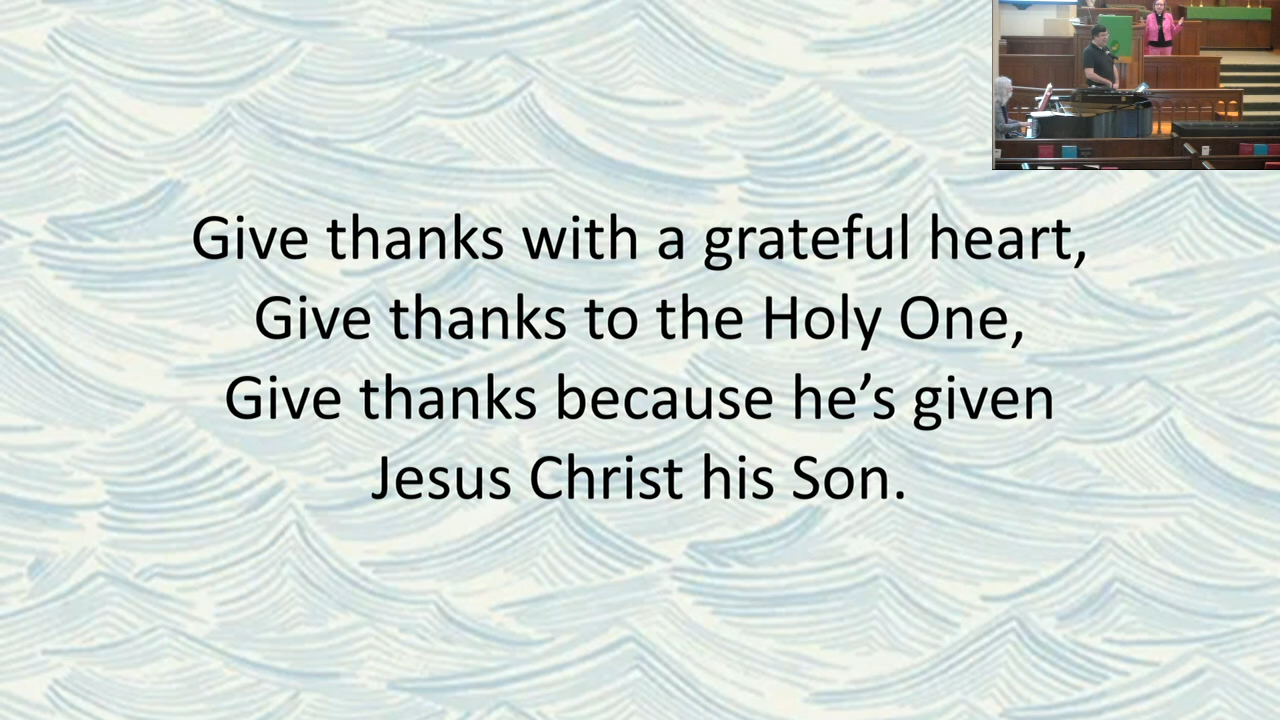 Give thanks with a grateful heart,
Give thanks to the Holy One,
Give thanks because he’s given
Jesus Christ his Son.